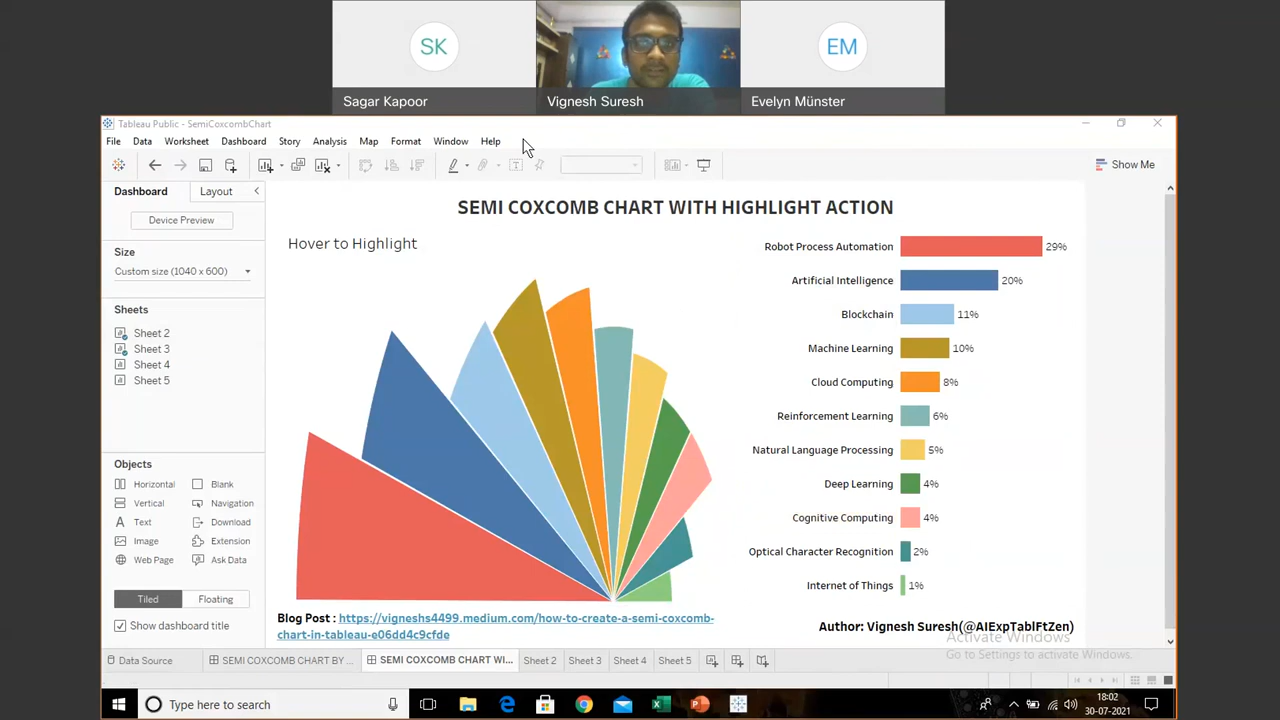 SK
EM
Sagar Kapoor
Vignesh Suresh
Evelyn Münster
Tableau Public - SemiCoxcombChart
File Data Worksheet Dashboard Story Analysis Map Format Window Help
Show Me
Dashboard Layout
Device Preview
Size
Custom size (1040 x 600)
Sheets
Sheet 2
Sheet 3
Sheet 4
Sheet 5
Objects
Horizontal Blank
Vertical Navigation
Text Download
Image Extension
Web Page Ask Data
Tiled Floating
Show dashboard title
SEMI COXCOMB CHART WITH HIGHLIGHT ACTION
Hover to Highlight
Robot Process Automation 29%
Artificial Intelligence 20%
Blockchain 11%
Machine Learning 10%
Cloud Computing 8%
Reinforcement Learning 6%
Natural Language Processing 5%
Deep Learning 4%
Cognitive Computing 4%
Optical Character Recognition 2%
Internet of Things 1%
Blog Post : https://vigneshs4499.medium.com/how-to-create-a-semi-coxcomb-
chart-in-tableau-e06dd4c9cfde
Author: Vignesh Suresh(@AIExpTablFtZen)
Activate Windows
Go to Settings to activate Windows.
Data Source SEMI COXCOMB CHART BY ... SEMI COXCOMB CHART WI... Sheet 2 Sheet 3 Sheet 4 Sheet 5
Type here to search
18:02
30-07-2021